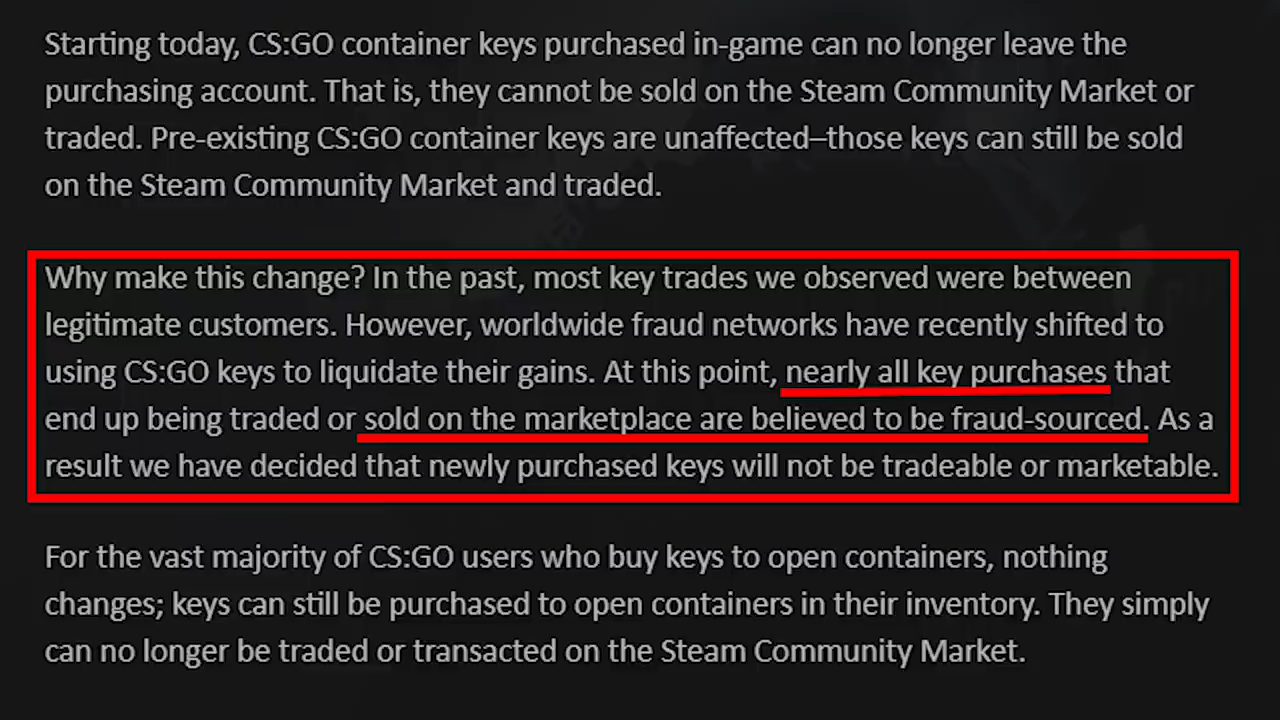 Starting today, CS:GO container keys purchased in-game can no longer leave the
purchasing account. That is, they cannot be sold on the Steam Community Market or
traded. Pre-existing CS:GO container keys are unaffected–those keys can still be sold
on the Steam Community Market and traded.
Why make this change? In the past, most key trades we observed were between
legitimate customers. However, worldwide fraud networks have recently shifted to
using CS:GO keys to liquidate their gains. At this point, nearly all key purchases that
end up being traded or sold on the marketplace are believed to be fraud-sourced. As a
result we have decided that newly purchased keys will not be tradeable or marketable.
For the vast majority of CS:GO users who buy keys to open containers, nothing
changes; keys can still be purchased to open containers in their inventory. They simply
can no longer be traded or transacted on the Steam Community Market.